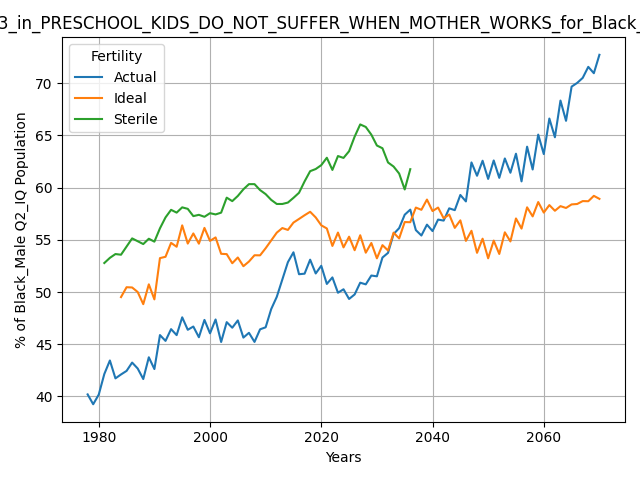 3_in_PRESCHOOL_KIDS_DO_NOT_SUFFER_WHEN_MOTHER_WORKS_for_Black_
Fertility
Actual
Ideal
Sterile
% of Black_Male Q2_IQ Population
70
65
60
55
50
45
40
1980
2000
2020
2040
2060
Years